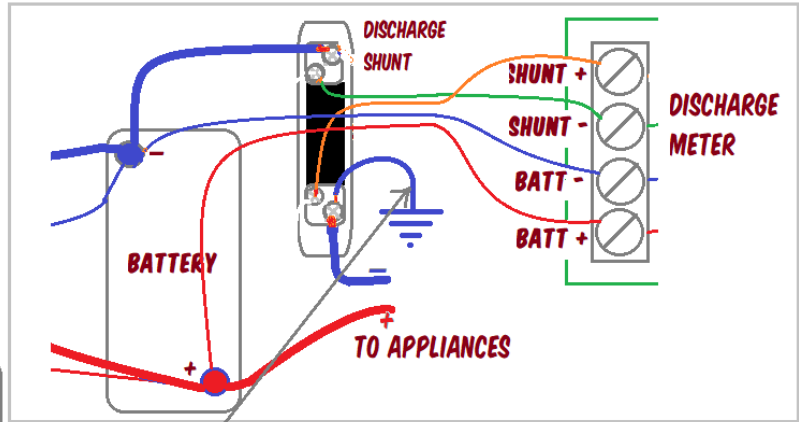 DISCHARGE
SHUNT
SHUNT +
SHUNT -
BATT -
BATT +
DISCHARGE
METER
-
BATTERY
+
-
+
TO APPLIANCES